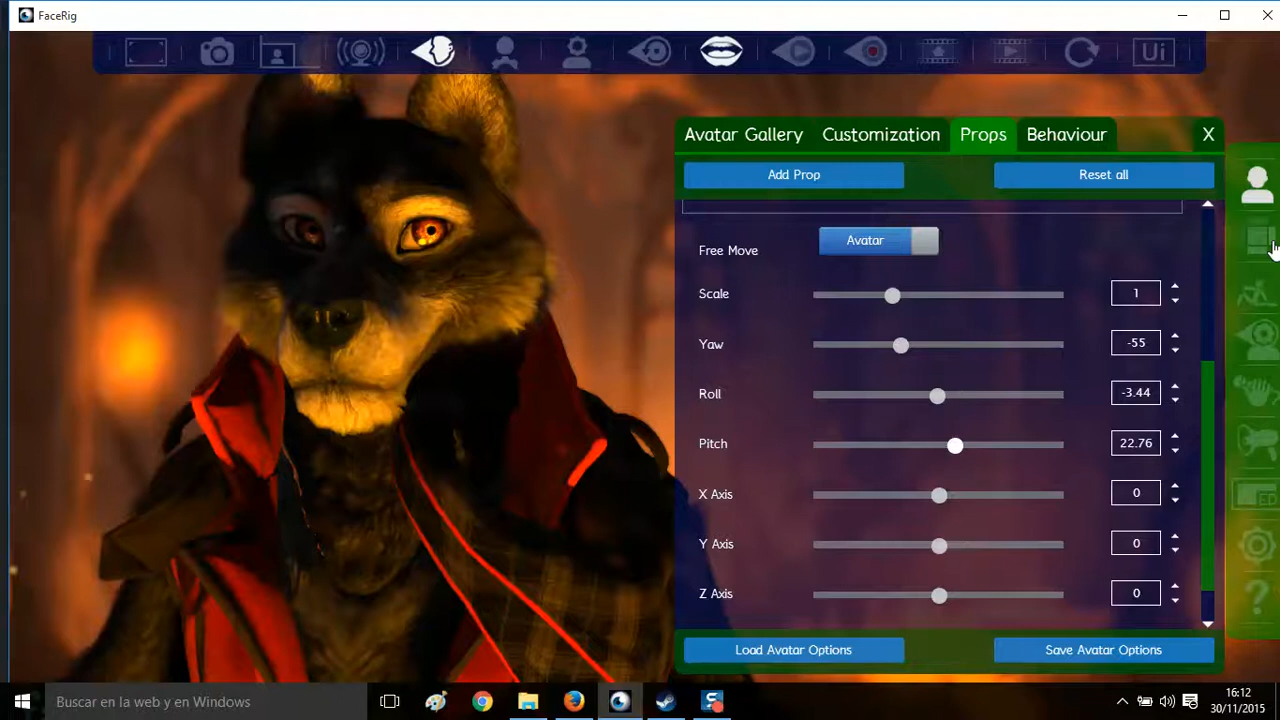 FaceRig
Ui
Avatar Gallery Customization Props Behaviour X
Add Prop Reset all
Free Move Avatar
Scale 1
Yaw -55
Roll -3.44
Pitch 22.76
X Axis 0
Y Axis 0
Z Axis 0
Load Avatar Options Save Avatar Options
ED
?
Buscar en la web y en Windows
16:12
30/11/2015